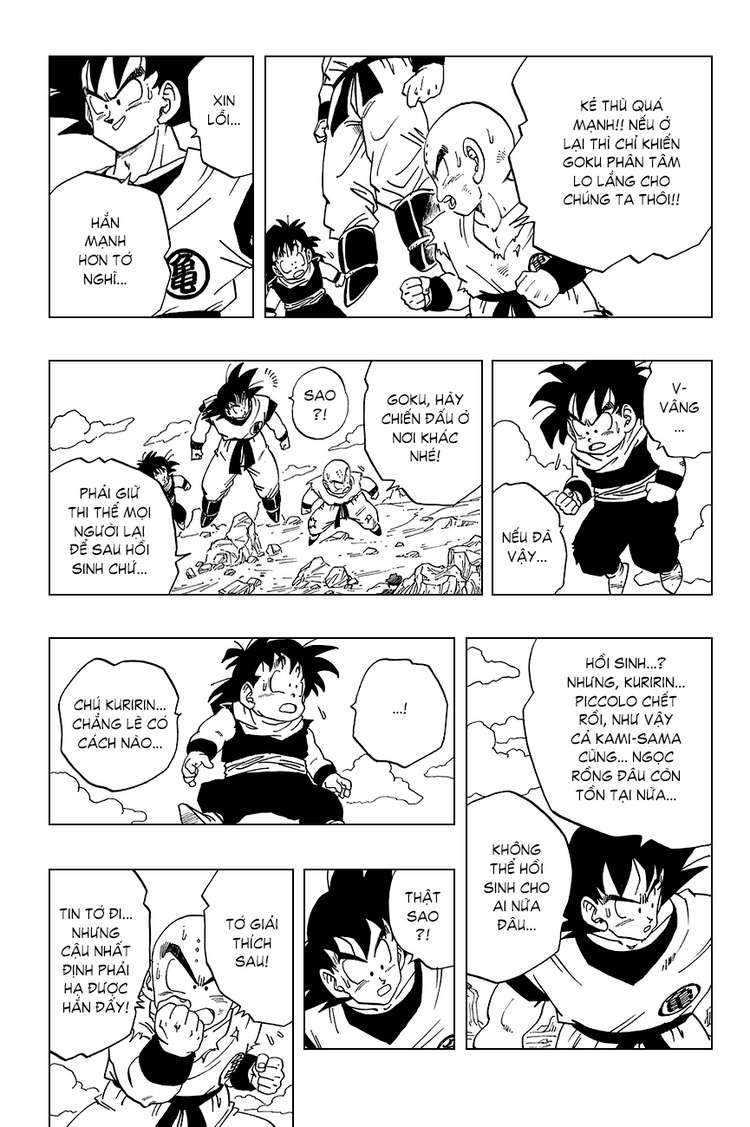 KẺ THÙ QUÁ
MẠNH!! NẾU Ở
LẠI THÌ CHỈ KHIẾN
GOKU PHÂN TÂM
LO LẮNG CHO
CHÚNG TA THÔI!!
XIN
LỖI...
HẮN
MẠNH
HƠN TỚ
NGHĨ...
亀
V-
VÂNG
...
NẾU ĐÃ
VẬY...
GOKU, HÃY
CHIẾN ĐẤU Ở
NƠI KHÁC
NHÉ!
SAO
?!
PHẢI GIỮ
THI THỂ MỌI
NGƯỜI LẠI
ĐỂ SAU HỒI
SINH CHỨ...
HỒI SINH...?
NHƯNG, KURIRIN...
PICCOLO CHẾT
RỒI, NHƯ VẬY
CẢ KAMI-SAMA
CŨNG... NGỌC
RỒNG ĐÂU CÒN
TỒN TẠI NỮA...
KHÔNG
THỂ HỒI
SINH CHO
AI NỮA
ĐÂU...
...!
CHÚ KURIRIN...
CHẲNG LẼ CÓ
CÁCH NÀO...
THẬT
SAO
?!
TỚ GIẢI
THÍCH
SAU!
TIN TỚ ĐI...
NHƯNG
CẬU NHẤT
ĐỊNH PHẢI
HẠ ĐƯỢC
HẮN ĐẤY!